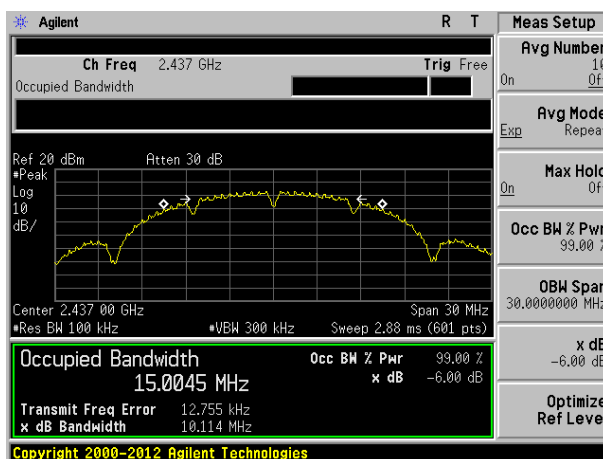 Agilent R T
Ch Freq 2.437 GHz Trig Free
Occupied Bandwidth
Ref 20 dBm Atten 30 dB
#Peak
Log
10
dB/
Center 2.437 00 GHz Span 30 MHz
#Res BW 100 kHz #VBW 300 kHz Sweep 2.88 ms (601 pts)
Occupied Bandwidth Occ BW % Pwr 99.00 %
15.0045 MHz x dB -6.00 dB
Transmit Freq Error 12.755 kHz
x dB Bandwidth 10.114 MHz
Copyright 2000-2012 Agilent Technologies
Meas Setup
Avg Number
10
On Of
Avg Mode
Exp Repea
Max Hold
On Of
Occ BW % Pwr
99.00 %
OBW Span
30.0000000 MHz
x dB
-6.00 dB
Optimize
Ref Leve